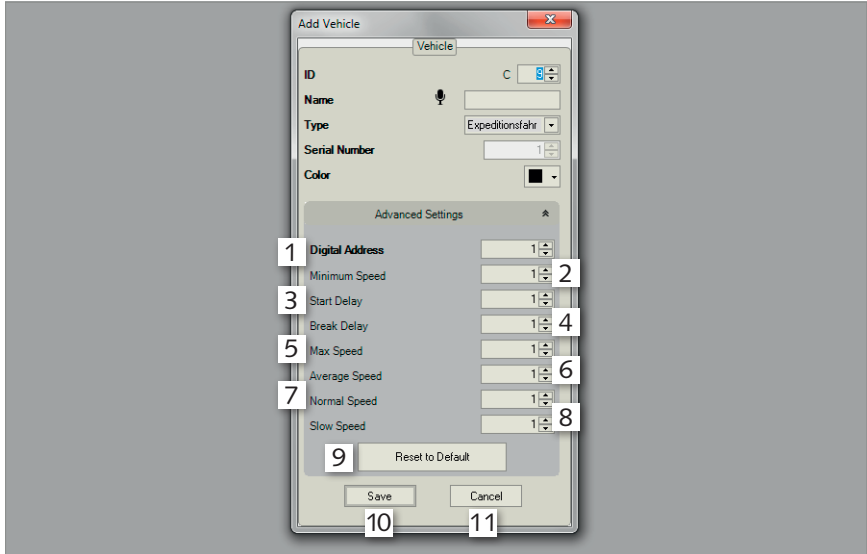 Add Vehicle
Vehicle
ID C 9
Name
Type Expeditionsfahr
Serial Number 1
Color
Advanced Settings
1 Digital Address 1
Minimum Speed 1 2
3 Start Delay 1
Break Delay 1 4
5 Max Speed 1
Average Speed 1 6
7 Normal Speed 1
Slow Speed 1 8
9 Reset to Default
Save Cancel
10 11